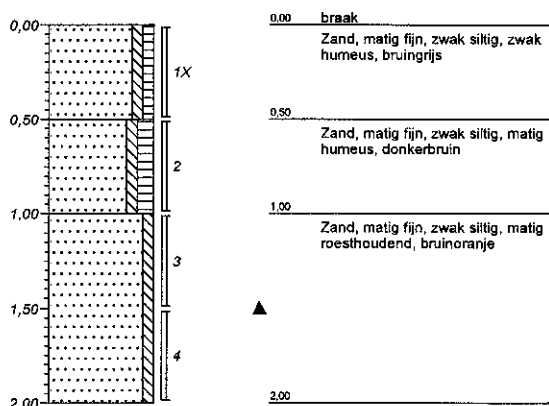 0,00
0,50
1,00
1,50
2,00
1X
2
3
4
0,00 braak
Zand, matig fijn, zwak siltig, zwak
humeus, bruingrijs
0,50
Zand, matig fijn, zwak siltig, matig
humeus, donkerbruin
1,00
Zand, matig fijn, zwak siltig, matig
roesthoudend, bruinoranje
2,00